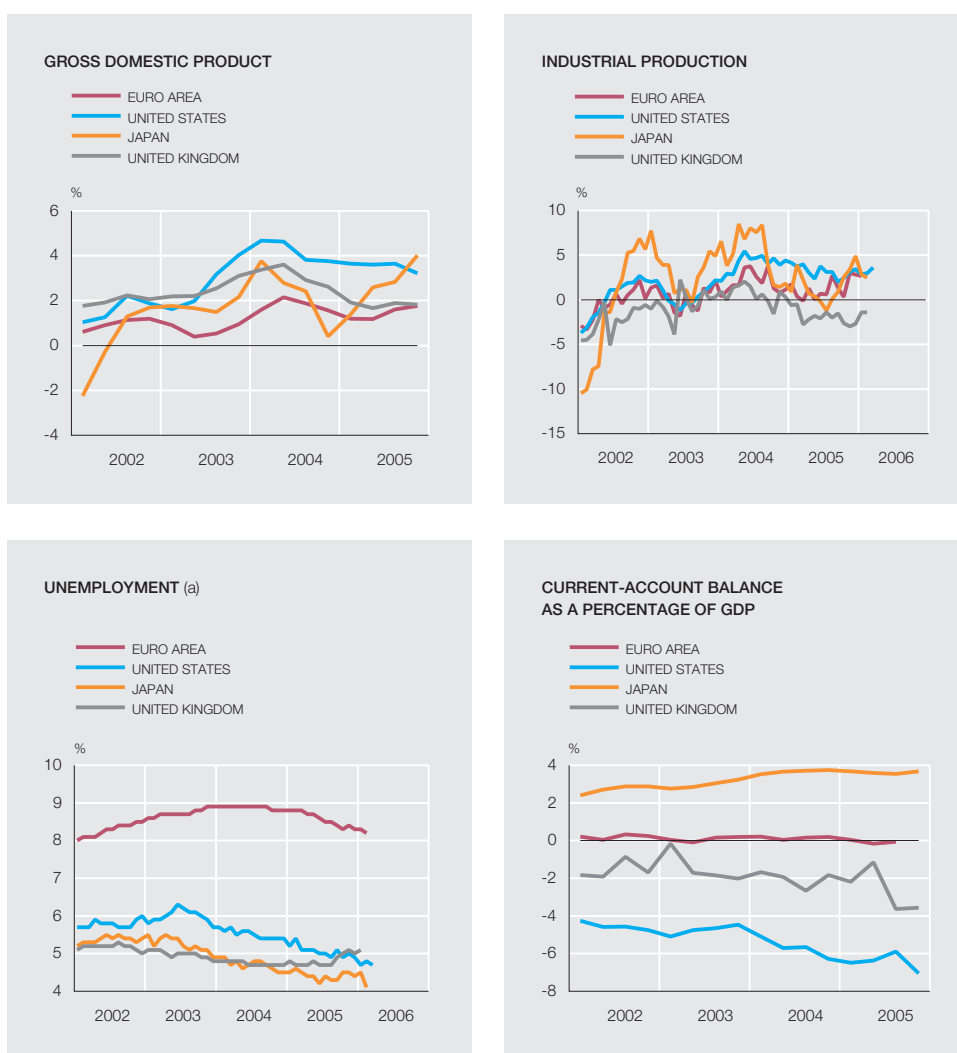 GROSS DOMESTIC PRODUCT
EURO AREA
UNITED STATES
JAPAN
UNITED KINGDOM
%
6
4
2
0
-2
-4
2002 2003 2004 2005
INDUSTRIAL PRODUCTION
EURO AREA
UNITED STATES
JAPAN
UNITED KINGDOM
%
10
5
0
-5
-10
-15
2002 2003 2004 2005 2006
UNEMPLOYMENT (a)
EURO AREA
UNITED STATES
JAPAN
UNITED KINGDOM
%
10
9
8
7
6
5
4
2002 2003 2004 2005 2006
CURRENT-ACCOUNT BALANCE
AS A PERCENTAGE OF GDP
EURO AREA
UNITED STATES
JAPAN
UNITED KINGDOM
%
4
2
0
-2
-4
-6
-8
2002 2003 2004 2005